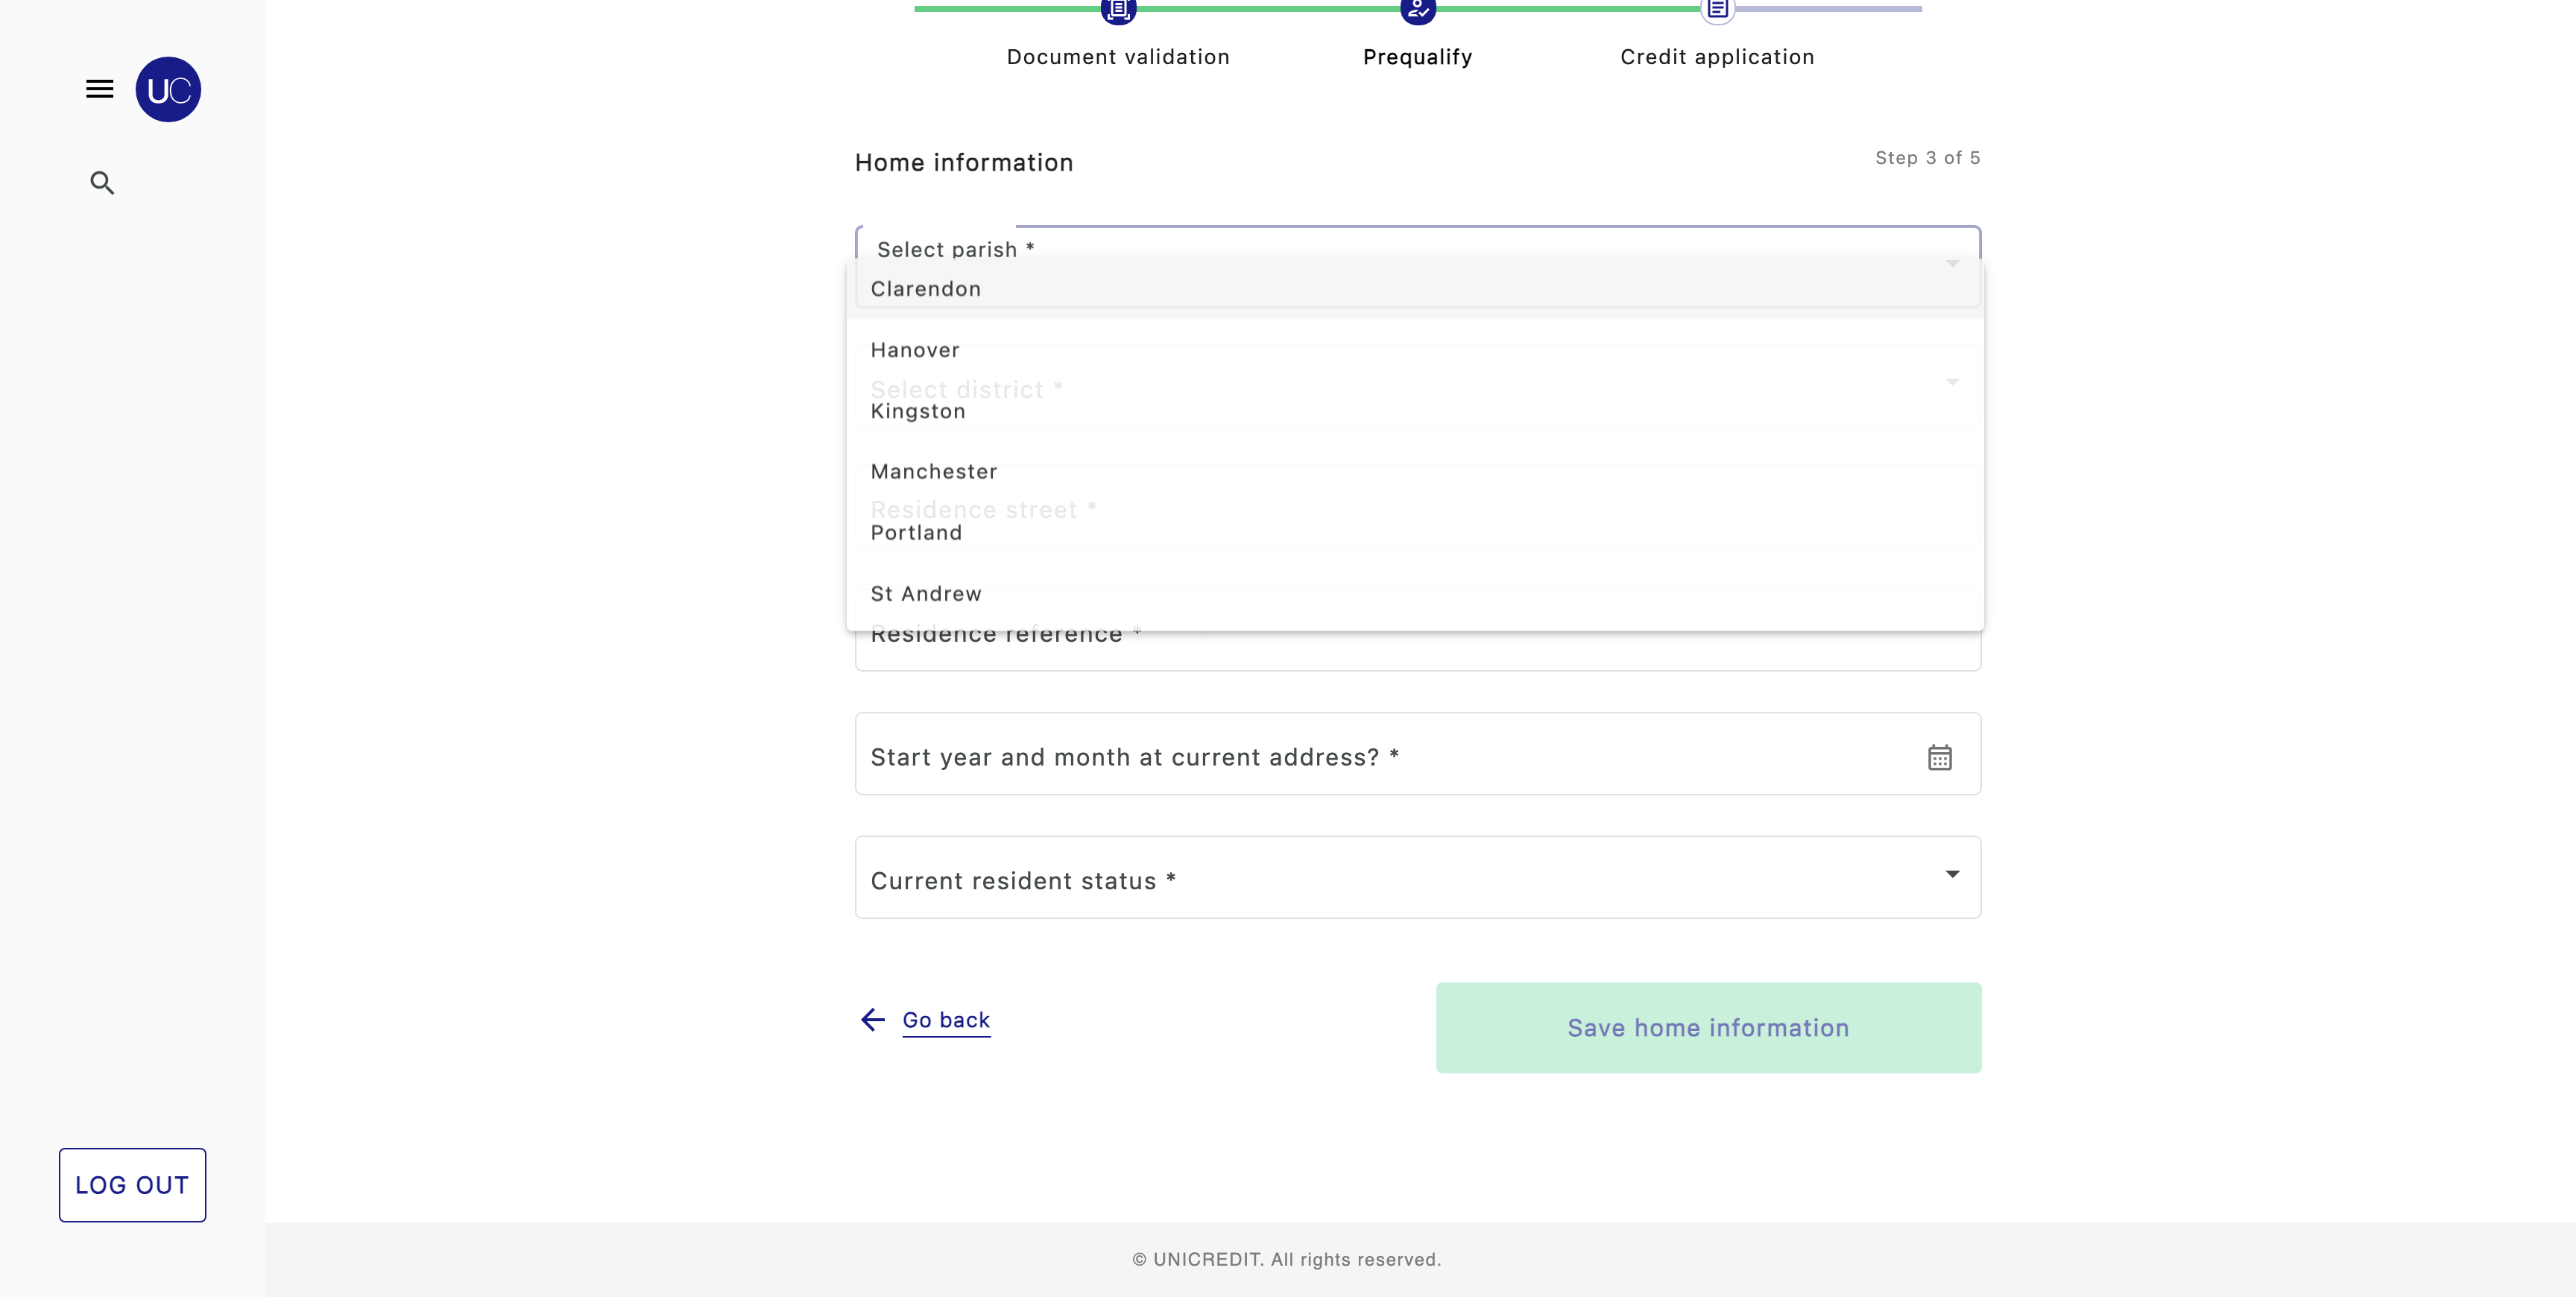 UC
Document validation
Prequalify
Credit application
Home information
Step 3 of 5
Select parish *
Clarendon
Hanover
Select district *
Kingston
Manchester
Residence street *
Portland
St Andrew
Residence reference *
Start year and month at current address? *
Current resident status *
Go back
Save home information
LOG OUT
© UNICREDIT. All rights reserved.